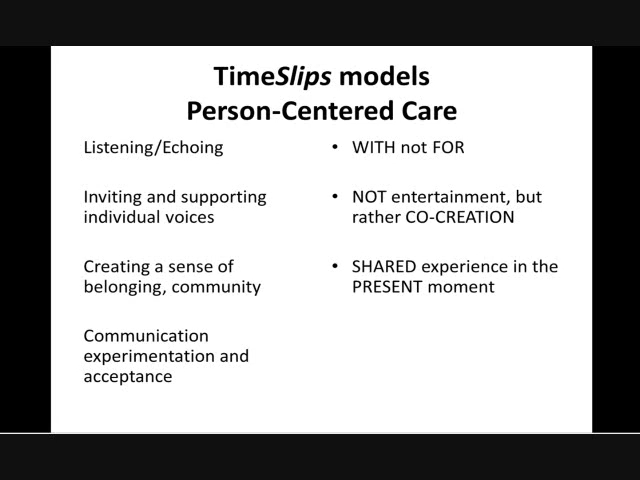 TimeSlips models
Person-Centered Care
Listening/Echoing
Inviting and supporting
individual voices
Creating a sense of
belonging, community
Communication
experimentation and
acceptance
• WITH not FOR
• NOT entertainment, but
rather CO-CREATION
• SHARED experience in the
PRESENT moment